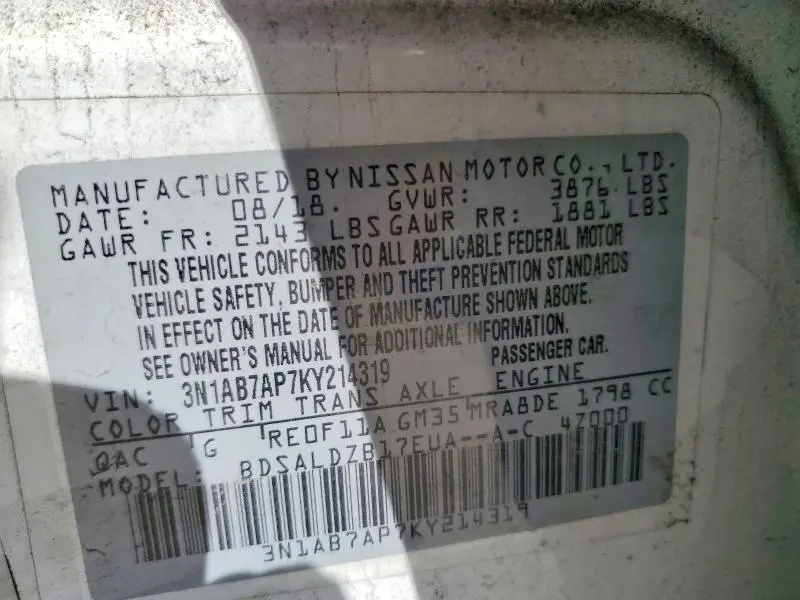 MANUFACTURED BY NISSAN MOTOR CO., LTD.
DATE: 08/18. GVWR: 3876 LBS
GAWR FR: 2143 LBS GAWR RR: 1881 LBS
THIS VEHICLE CONFORMS TO ALL APPLICABLE FEDERAL MOTOR
VEHICLE SAFETY, BUMPER AND THEFT PREVENTION STANDARDS
IN EFFECT ON THE DATE OF MANUFACTURE SHOWN ABOVE.
SEE OWNER'S MANUAL FOR ADDITIONAL INFORMATION.
VIN: 3N1AB7AP7KY214319 PASSENGER CAR.
COLOR TRIM TRANS AXLE ENGINE
QAC G RE0F11A GM35 MRA8DE 1798 CC
MODEL: BDSALDZB17EUA--A-C 47000
3N1AB7AP7KY214319